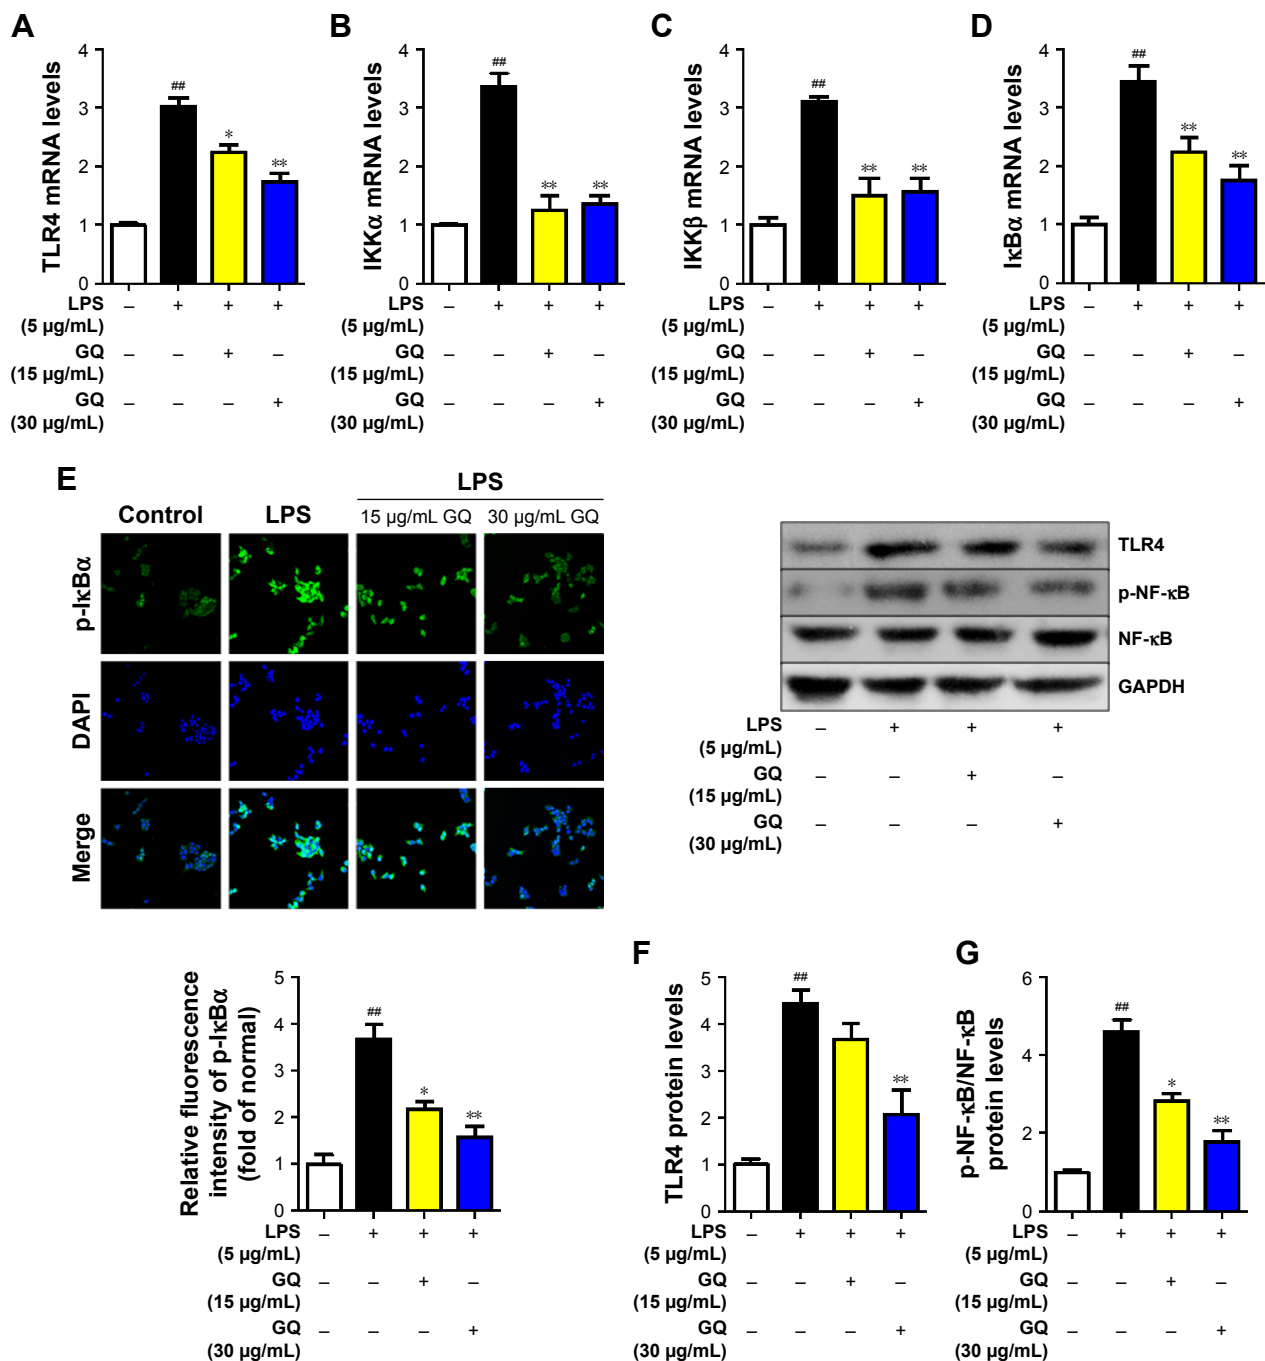 A
TLR4 mRNA levels
4
3
2
1
0
##
*
**
LPS – + + +
(5 µg/mL)
GQ – – + –
(15 µg/mL)
GQ – – – +
(30 µg/mL)
B
IKKα mRNA levels
4
3
2
1
0
##
**
**
LPS – + + +
(5 µg/mL)
GQ – – + –
(15 µg/mL)
GQ – – – +
(30 µg/mL)
C
IKKβ mRNA levels
4
3
2
1
0
##
**
**
LPS – + + +
(5 µg/mL)
GQ – – + –
(15 µg/mL)
GQ – – – +
(30 µg/mL)
D
IκBα mRNA levels
4
3
2
1
0
##
**
**
LPS – + + +
(5 µg/mL)
GQ – – + –
(15 µg/mL)
GQ – – – +
(30 µg/mL)
E
LPS
Control LPS 15 µg/mL GQ 30 µg/mL GQ
p-IκBα
DAPI
Merge
TLR4
p-NF-κB
NF-κB
GAPDH
LPS – + + +
(5 µg/mL)
GQ – – + –
(15 µg/mL)
GQ – – – +
(30 µg/mL)
Relative fluorescence
intensity of p-IκBα
(fold of normal)
5
4
3
2
1
0
##
*
**
LPS – + + +
(5 µg/mL)
GQ – – + –
(15 µg/mL)
GQ – – – +
(30 µg/mL)
F
TLR4 protein levels
5
4
3
2
1
0
##
**
LPS – + + +
(5 µg/mL)
GQ – – + –
(15 µg/mL)
GQ – – – +
(30 µg/mL)
G
p-NF-κB/NF-κB
protein levels
6
4
2
0
##
*
**
LPS – + + +
(5 µg/mL)
GQ – – + –
(15 µg/mL)
GQ – – – +
(30 µg/mL)